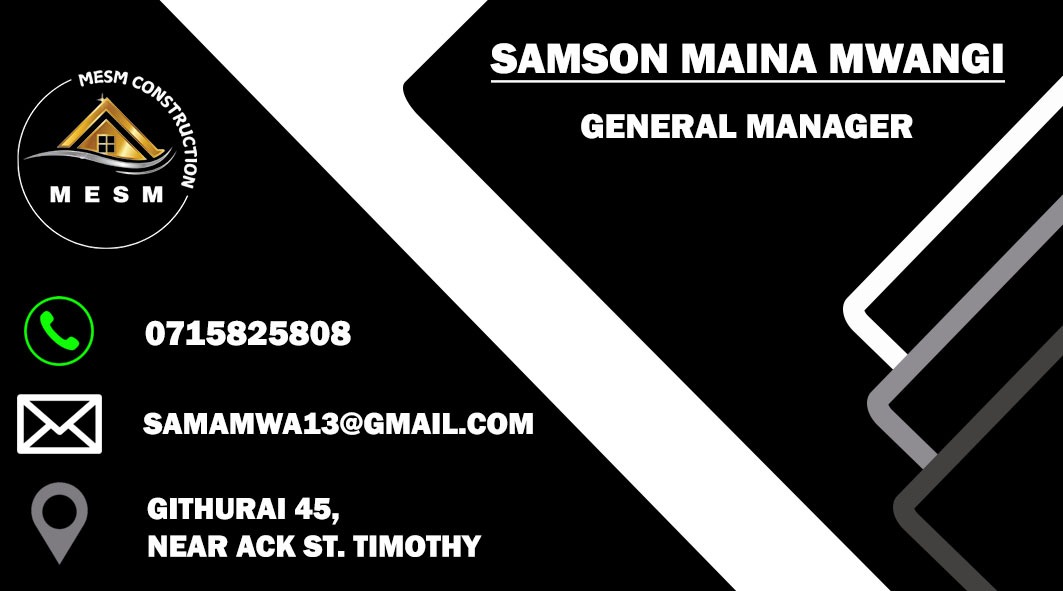 MESM CONSTRUCTION
MESM
SAMSON MAINA MWANGI
GENERAL MANAGER
0715825808
SAMAMWA13@GMAIL.COM
GITHURAI 45,
NEAR ACK ST. TIMOTHY